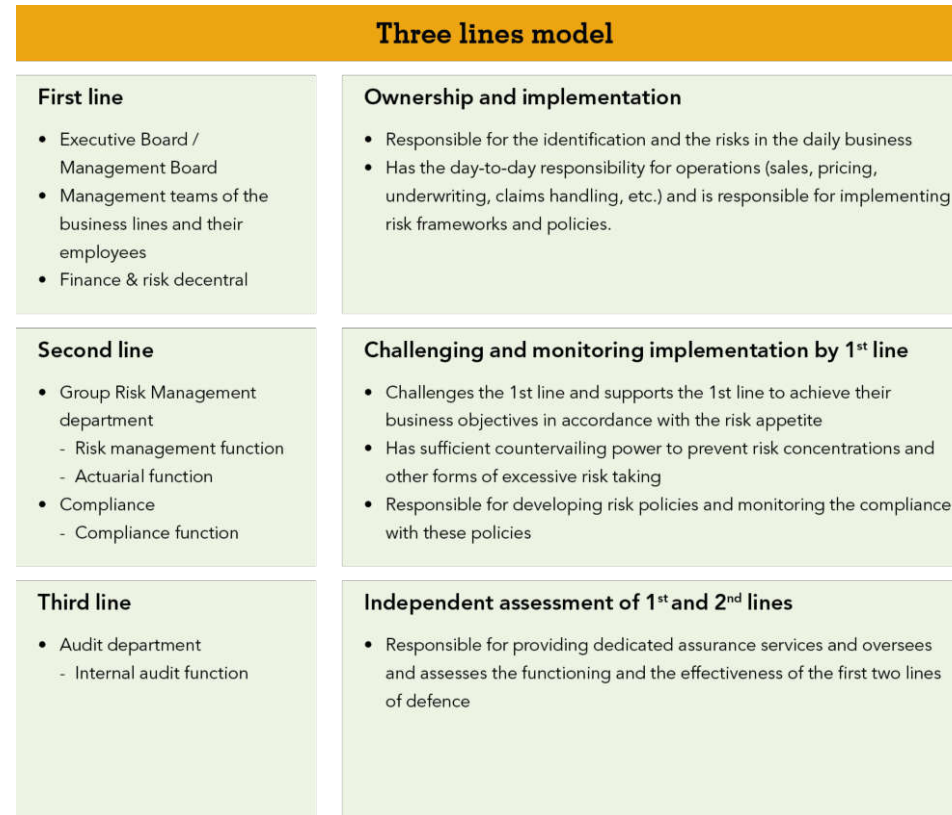 Three lines model
First line
• Executive Board /
Management Board
• Management teams of the
business lines and their
employees
• Finance & risk decentral
Ownership and implementation
• Responsible for the identification and the risks in the daily business
• Has the day-to-day responsibility for operations (sales, pricing,
underwriting, claims handling, etc.) and is responsible for implementing
risk frameworks and policies.
Second line
• Group Risk Management
department
- Risk management function
- Actuarial function
• Compliance
- Compliance function
Challenging and monitoring implementation by 1st line
• Challenges the 1st line and supports the 1st line to achieve their
business objectives in accordance with the risk appetite
• Has sufficient countervailing power to prevent risk concentrations and
other forms of excessive risk taking
• Responsible for developing risk policies and monitoring the compliance
with these policies
Third line
• Audit department
- Internal audit function
Independent assessment of 1st and 2nd lines
• Responsible for providing dedicated assurance services and oversees
and assesses the functioning and the effectiveness of the first two lines
of defence